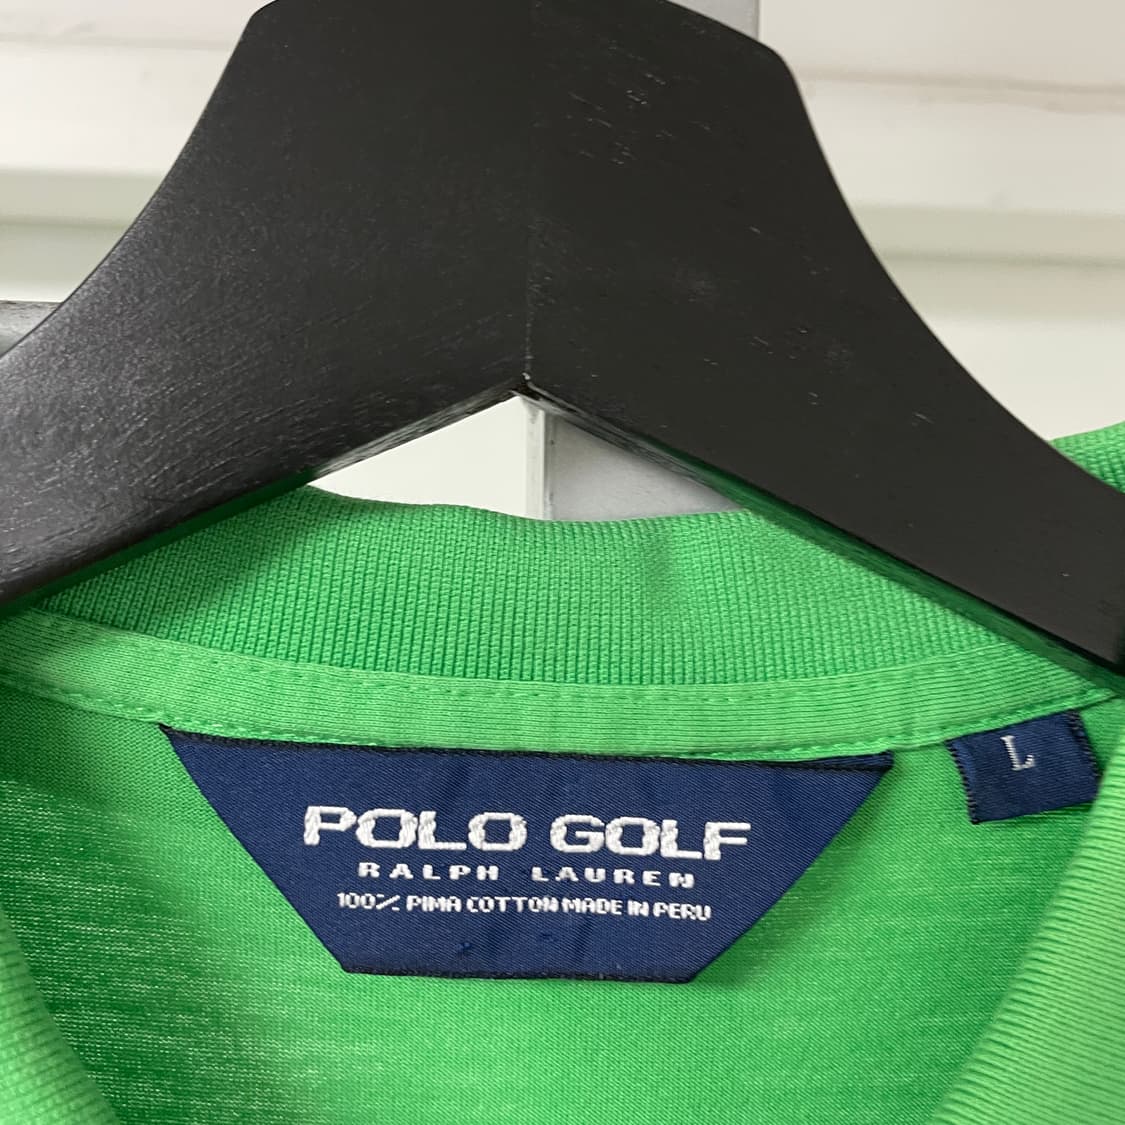 POLO GOLF
RALPH LAUREN
100% PIMA COTTON MADE IN PERU
L